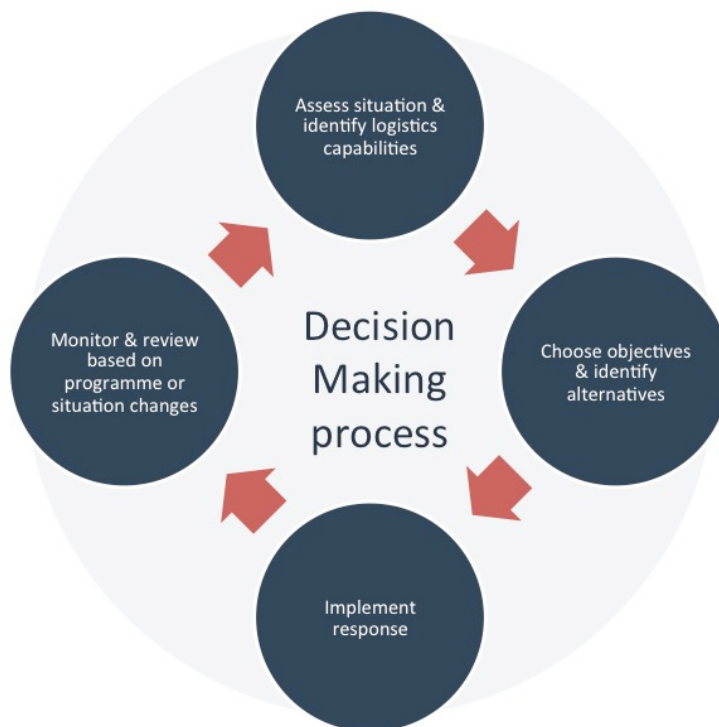 Assess situation &
identify logistics
capabilities
Monitor & review
based on
programme or
situation changes
Decision
Making
process
Choose objectives
& identify
alternatives
Implement
response